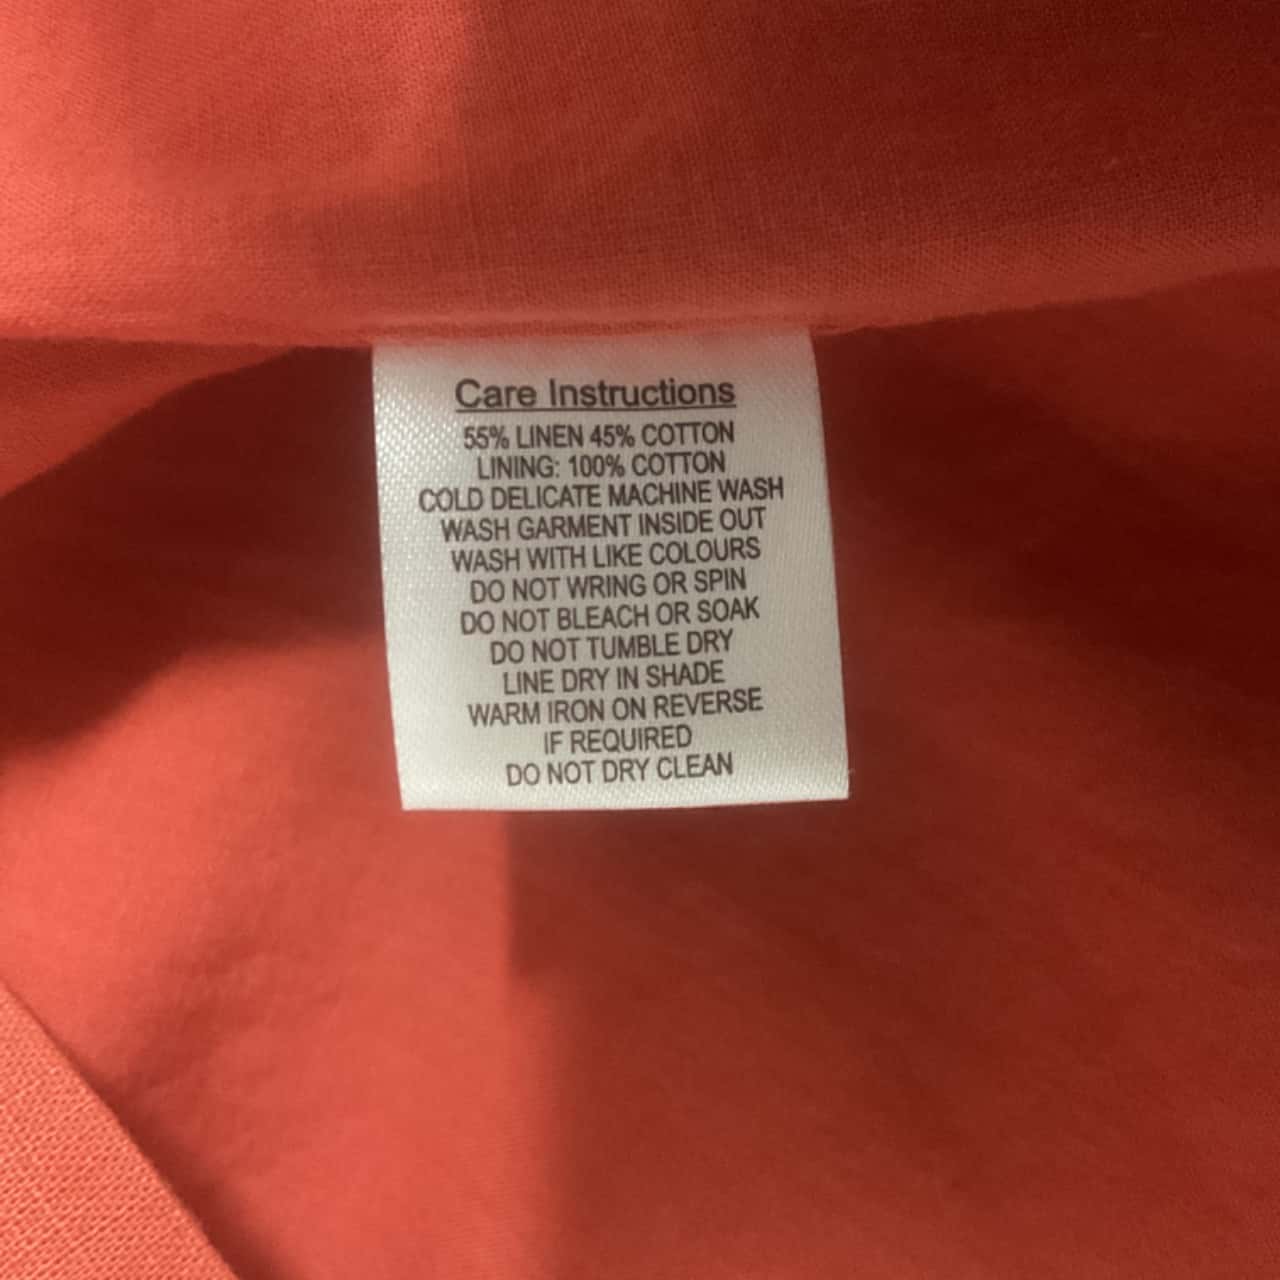 Care Instructions
55% LINEN 45% COTTON
LINING: 100% COTTON
COLD DELICATE MACHINE WASH
WASH GARMENT INSIDE OUT
WASH WITH LIKE COLOURS
DO NOT WRING OR SPIN
DO NOT BLEACH OR SOAK
DO NOT TUMBLE DRY
LINE DRY IN SHADE
WARM IRON ON REVERSE
IF REQUIRED
DO NOT DRY CLEAN